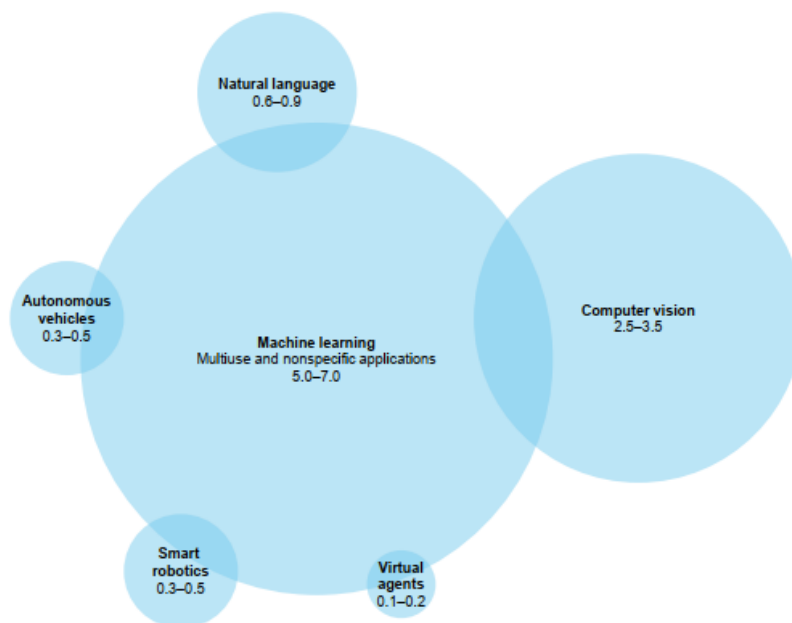 Natural language
0.6–0.9
Autonomous
vehicles
0.3–0.5
Machine learning
Multiuse and nonspecific applications
5.0–7.0
Computer vision
2.5–3.5
Smart
robotics
0.3–0.5
Virtual
agents
0.1–0.2